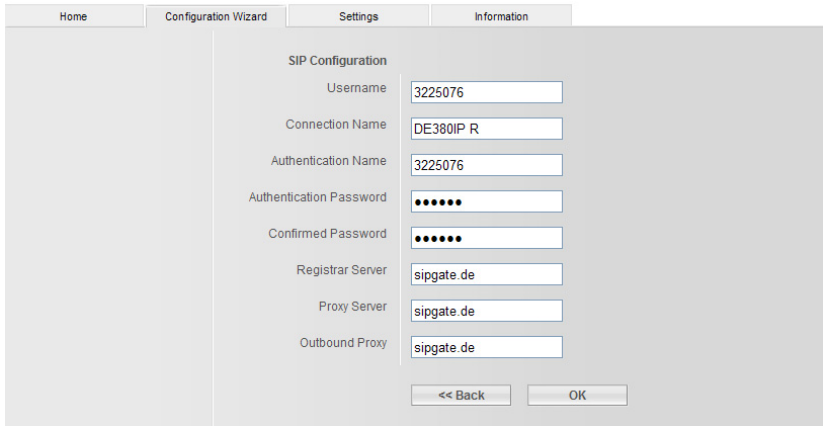 Home Configuration Wizard Settings Information
SIP Configuration
Username 3225076
Connection Name DE380IP R
Authentication Name 3225076
Authentication Password ••••••
Confirmed Password ••••••
Registrar Server sipgate.de
Proxy Server sipgate.de
Outbound Proxy sipgate.de
<< Back OK